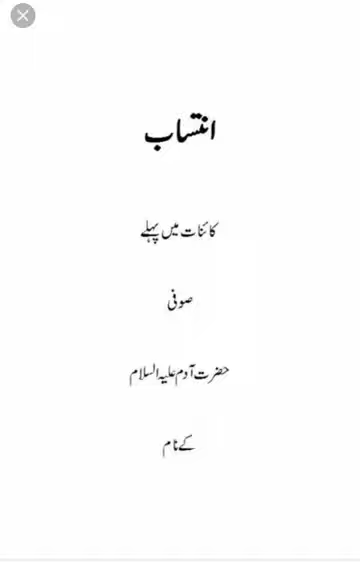 انتساب
کائنات میں پہلے
صوفی
حضرت آدم علیہ السلام
کے نام